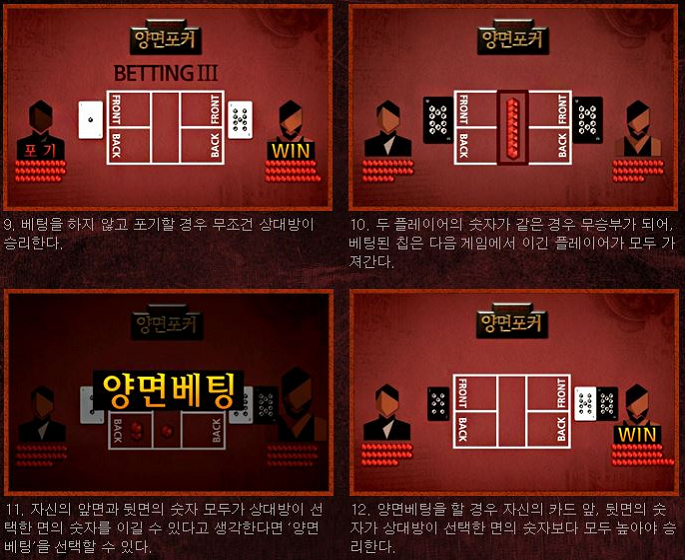 양면포커
BETTING III
FRONT
FRONT
BACK
BACK
포기
WIN
9. 베팅을 하지 않고 포기할 경우 무조건 상대방이
승리한다.
양면포커
FRONT
FRONT
BACK
BACK
10. 두 플레이어의 숫자가 같은 경우 무승부가 되어,
베팅된 칩은 다음 게임에서 이긴 플레이어가 모두 가
져간다.
양면포커
양면베팅
BACK
BACK
11. 자신의 앞면과 뒷면의 숫자 모두가 상대방이 선
택한 면의 숫자를 이길 수 있다고 생각한다면 '양면
베팅'을 선택할 수 있다.
양면포커
FRONT
FRONT
BACK
BACK
WIN
12. 양면베팅을 할 경우 자신의 카드 앞, 뒷면의 숫
자가 상대방이 선택한 면의 숫자보다 모두 높아야 승
리한다.